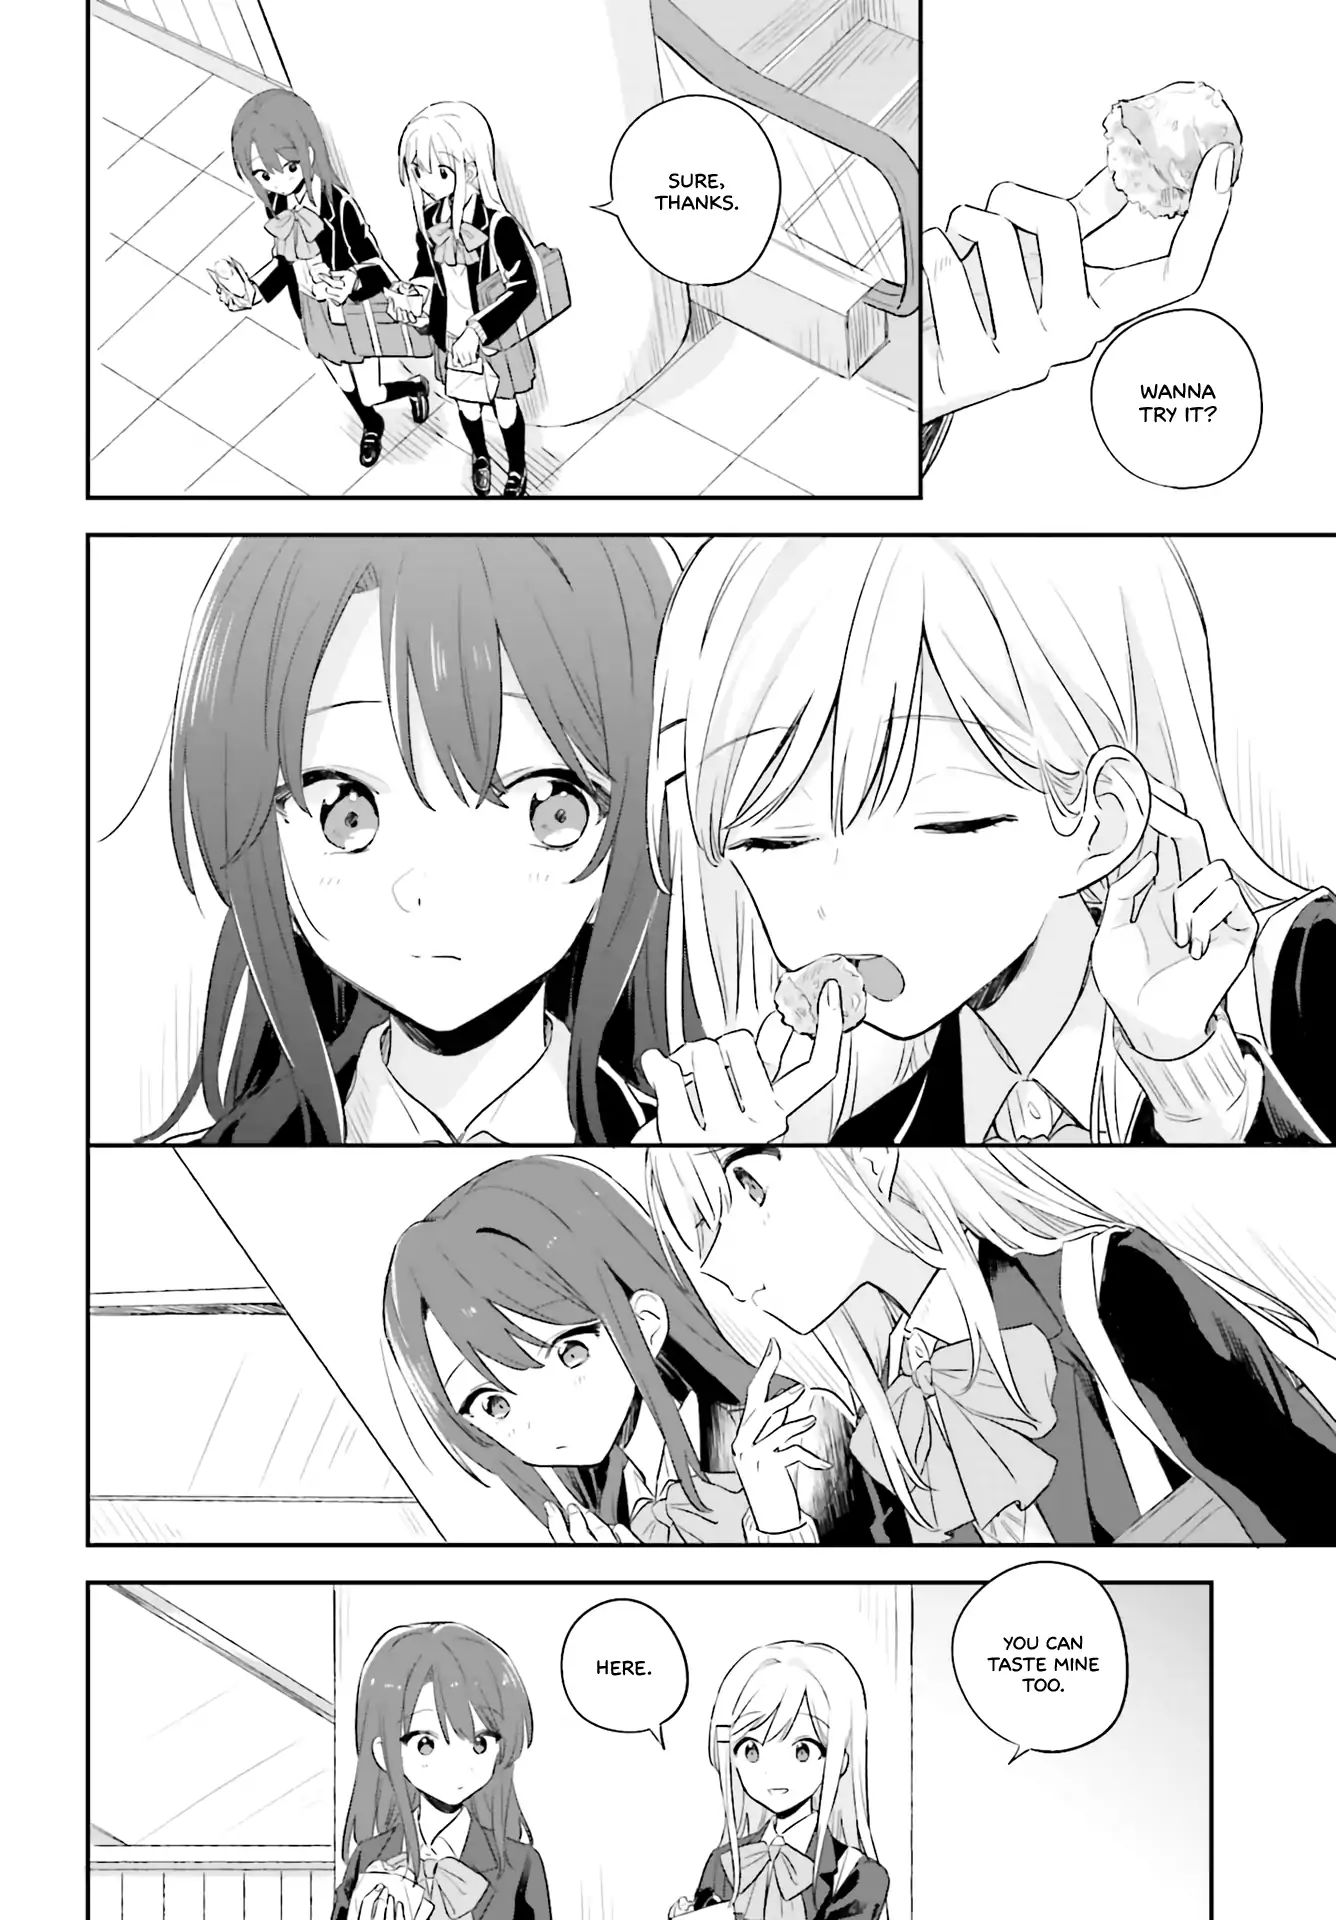 WANNA
TRY IT?
SURE,
THANKS.
YOU CAN
TASTE MINE
TOO.
HERE.